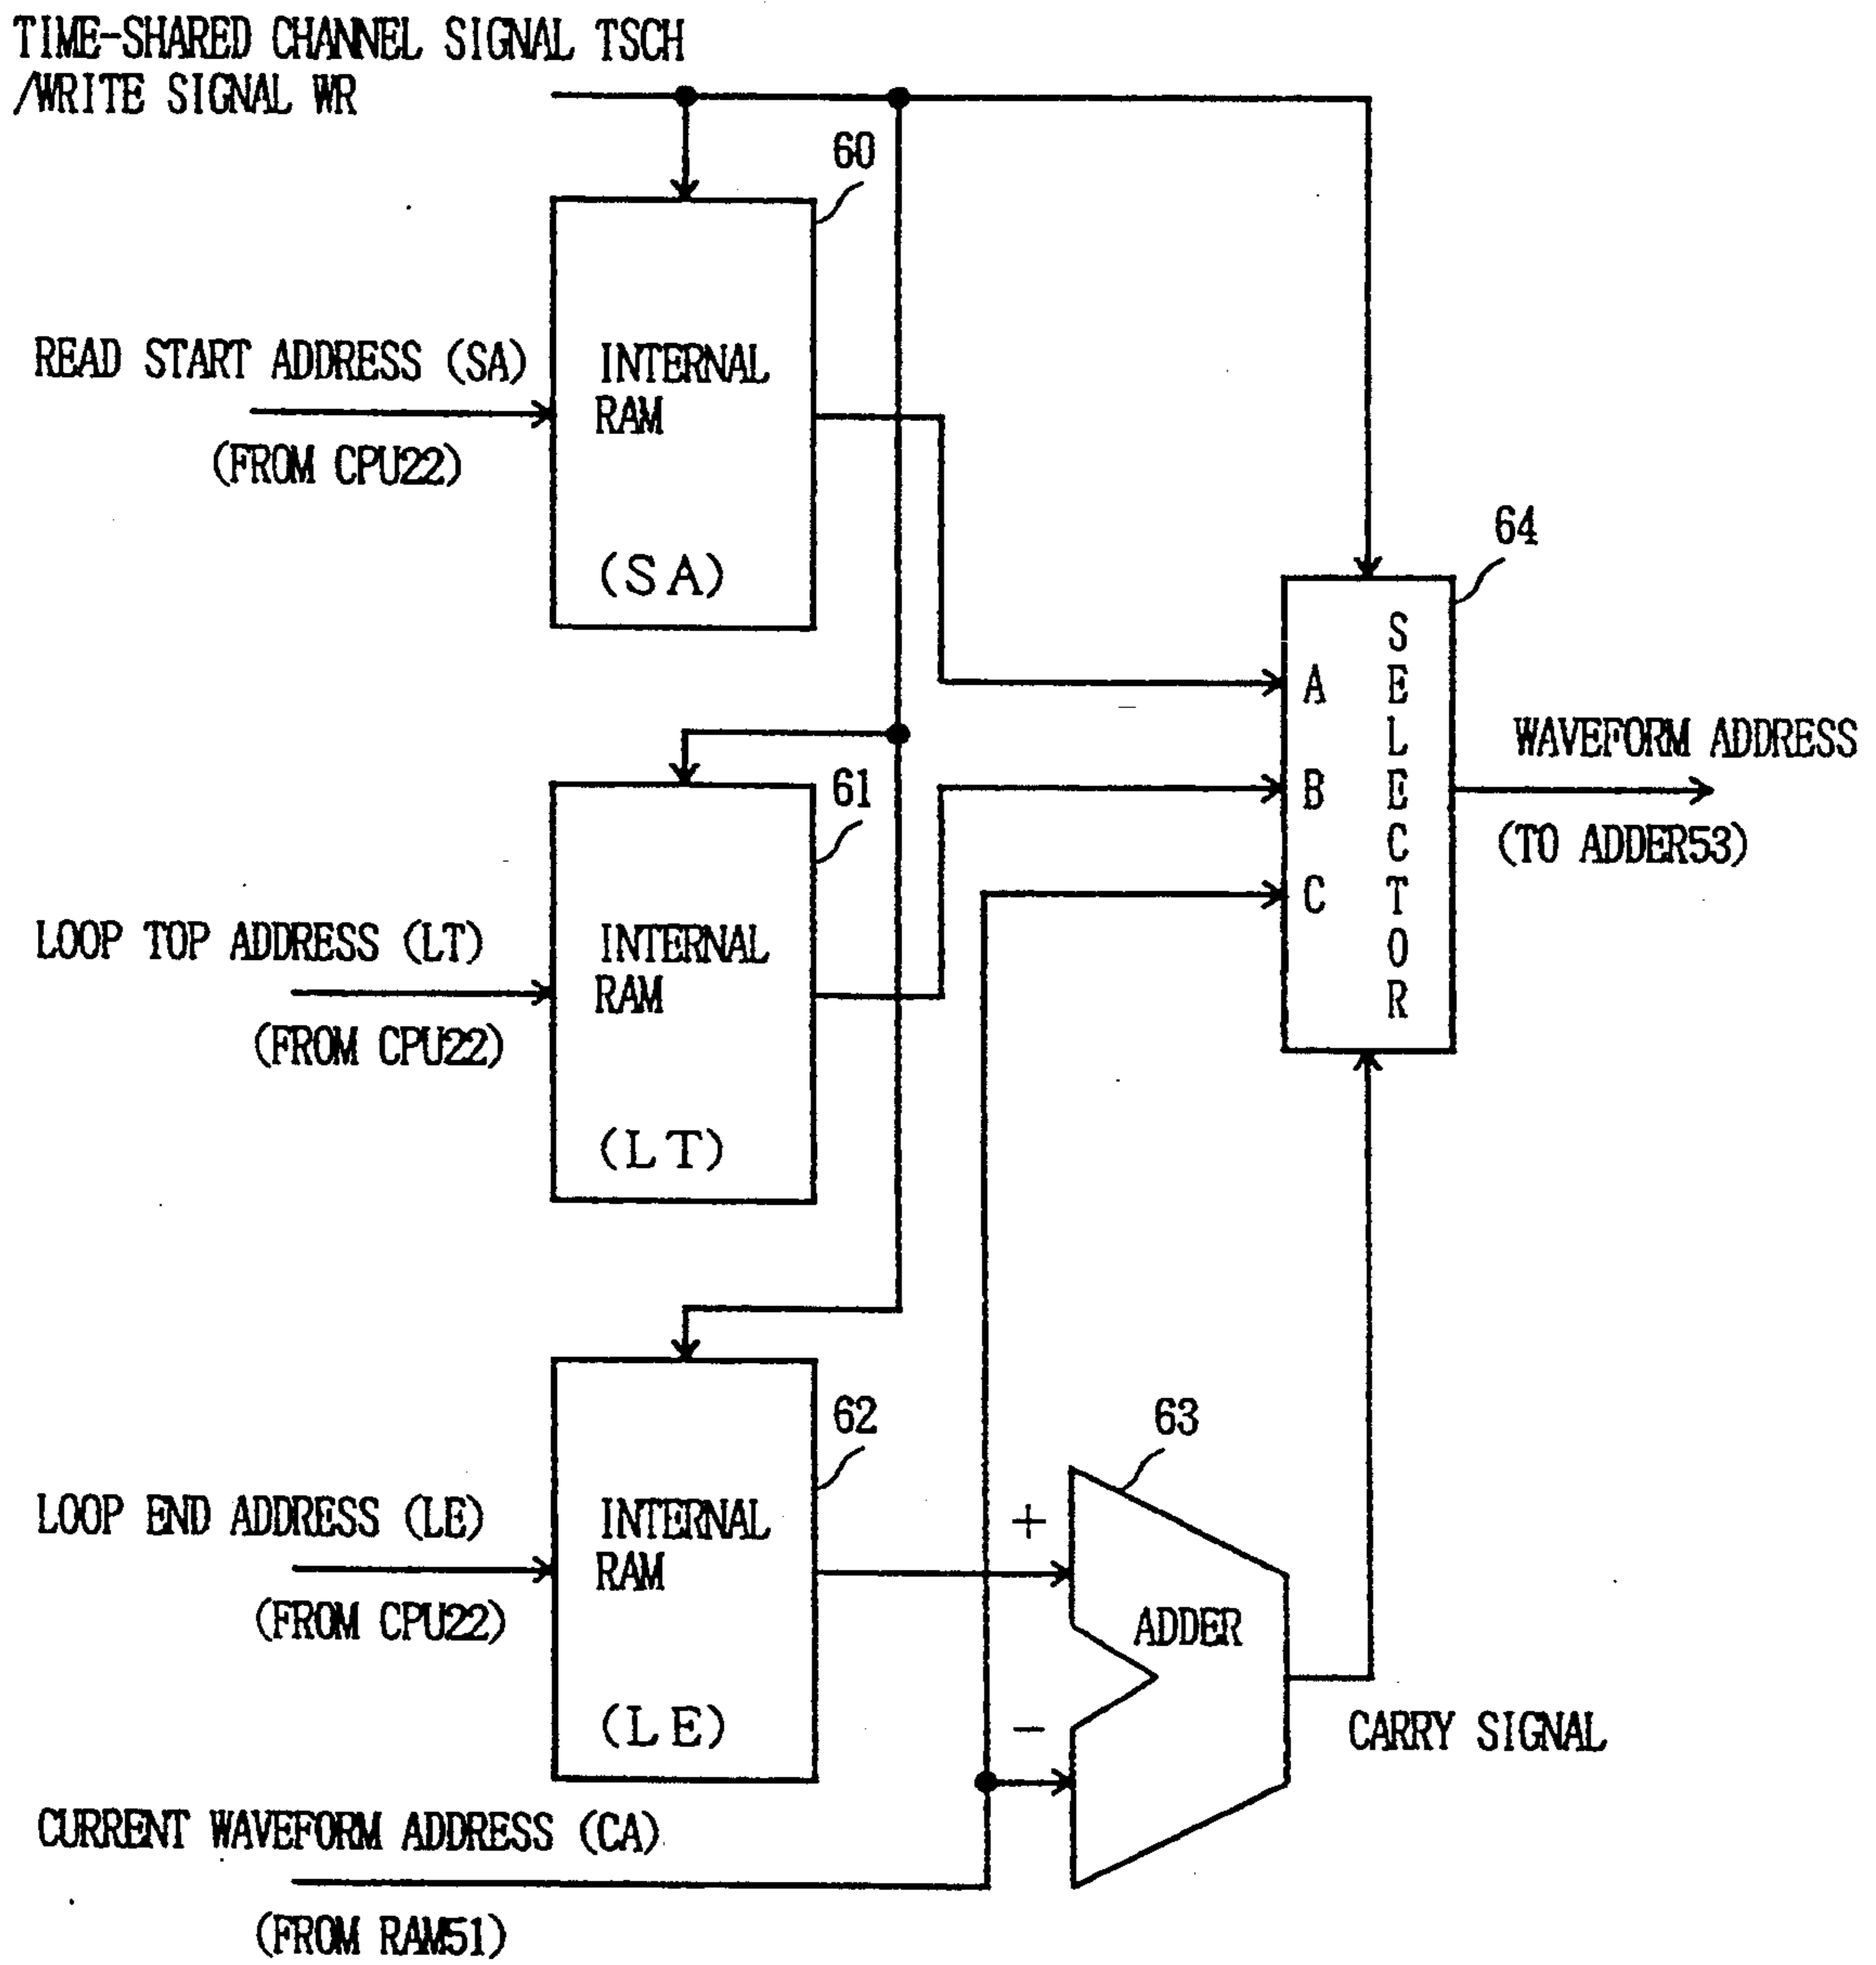 TIME-SHARED CHANNEL SIGNAL TSCH
/WRITE SIGNAL WR
60
READ START ADDRESS (SA)
(FROM CPU22)
INTERNAL
RAM
(SA)
64
A
B
C
SELECTOR
WAVEFORM ADDRESS
(TO ADDER53)
61
LOOP TOP ADDRESS (LT)
(FROM CPU22)
INTERNAL
RAM
(LT)
62
LOOP END ADDRESS (LE)
(FROM CPU22)
INTERNAL
RAM
(LE)
63
+
ADDER
−
CARRY SIGNAL
CURRENT WAVEFORM ADDRESS (CA)
(FROM RAM51)